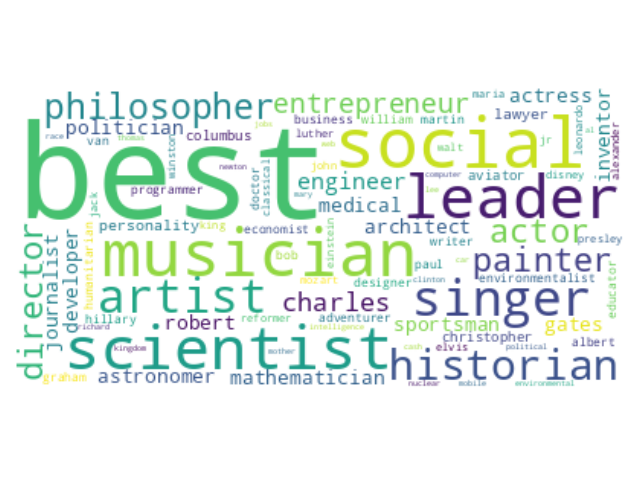 maria actress
philosopher entrepreneur
inventor
best
race politician van columbus
thomas jobs
business william martin lawyer
luther web walt jr
leonardo al alexander
social
winston newton
programmer
doctor classical
john mary
engineer
medical
computer aviator disney
lee
leader
jack
humanitarian
personality king economist
musician
bob einstein
architect
writer
actor
presley
director journalist developer
artist
mozart
charles
paul designer
painter
clinton car environmentalist
educator
singer
hillary richard
robert reformer adventurer
intelligence
sportsman gates
scientist
kingdom mother
christopher elvis albert
cash political
historian
graham astronomer mathematician
nuclear mobile environmental